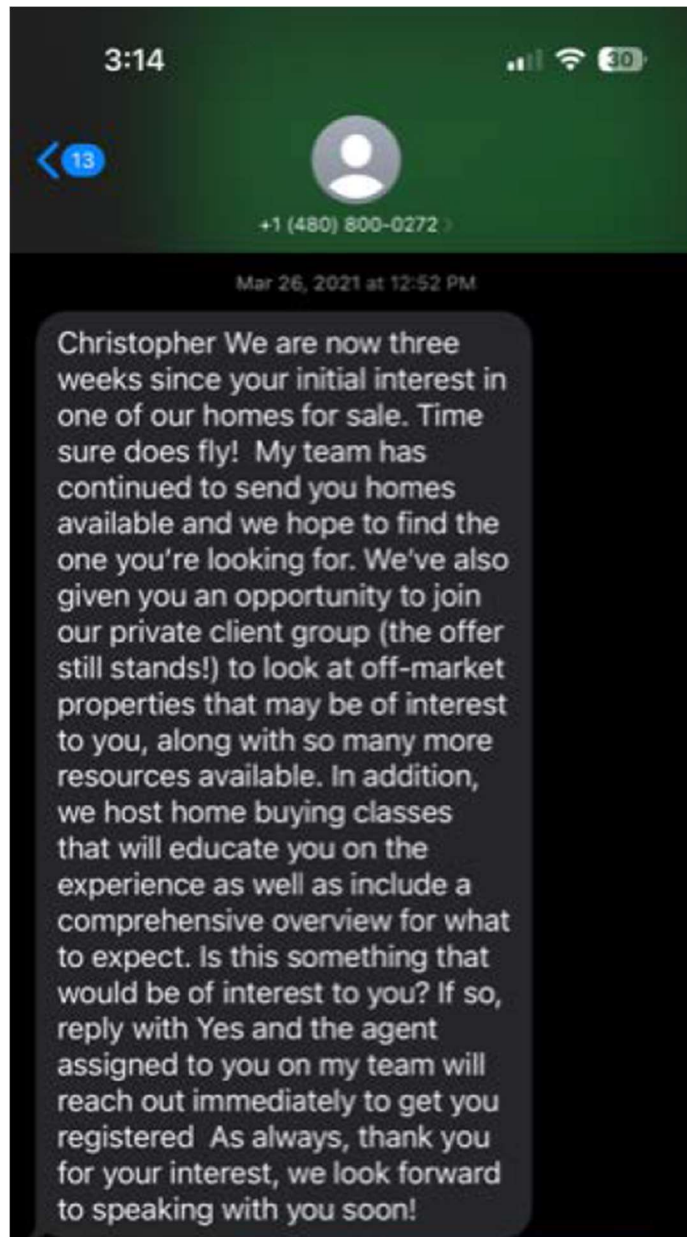 3:14
30
13
+1 (480) 800-0272
Mar 26, 2021 at 12:52 PM
Christopher We are now three
weeks since your initial interest in
one of our homes for sale. Time
sure does fly!  My team has
continued to send you homes
available and we hope to find the
one you're looking for. We've also
given you an opportunity to join
our private client group (the offer
still stands!) to look at off-market
properties that may be of interest
to you, along with so many more
resources available. In addition,
we host home buying classes
that will educate you on the
experience as well as include a
comprehensive overview for what
to expect. Is this something that
would be of interest to you? If so,
reply with Yes and the agent
assigned to you on my team will
reach out immediately to get you
registered  As always, thank you
for your interest, we look forward
to speaking with you soon!